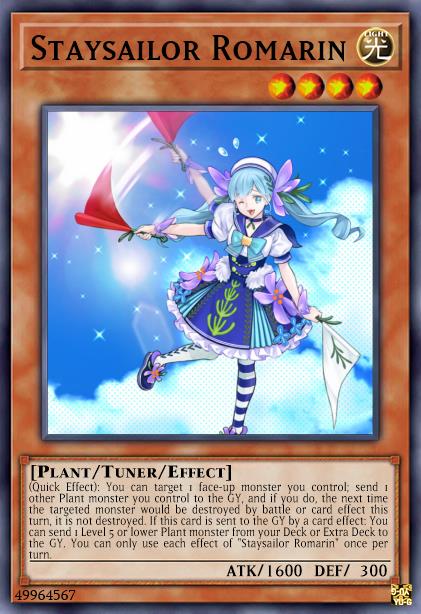 STAYSAILOR ROMARIN
LIGHT
光
[PLANT/TUNER/EFFECT]
(Quick Effect): You can target 1 face-up monster you control; send 1
other Plant monster you control to the GY, and if you do, the next time
the targeted monster would be destroyed by battle or card effect
this turn, it is not destroyed. If this card is sent to the GY by a card effect: You
can send 1 Level 5 or lower Plant monster from your Deck or Extra Deck to
the GY. You can only use each effect of "Staysailor Romarin" once per
turn.
ATK/1600 DEF/ 300
49964567